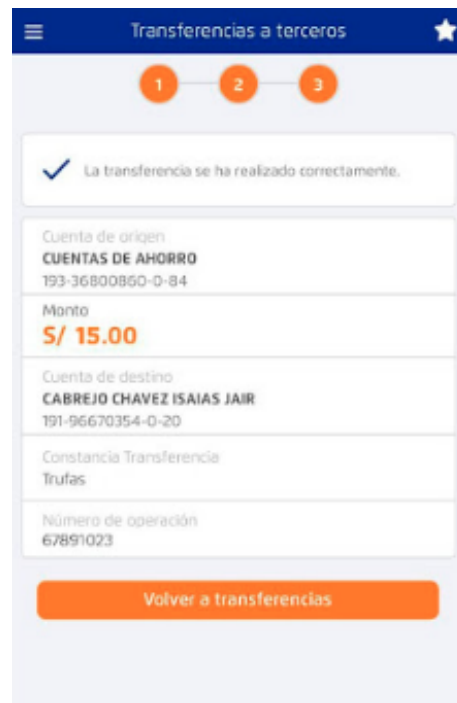 Transferencias a terceros
1 2 3
La transferencia se ha realizado correctamente.
Cuenta de origen
CUENTAS DE AHORRO
193-36800860-0-84
Monto
S/ 15.00
Cuenta de destino
CABREJO CHAVEZ ISAIAS JAIR
191-96670354-0-20
Constancia Transferencia
Trufas
Número de operación
67891023
Volver a transferencias